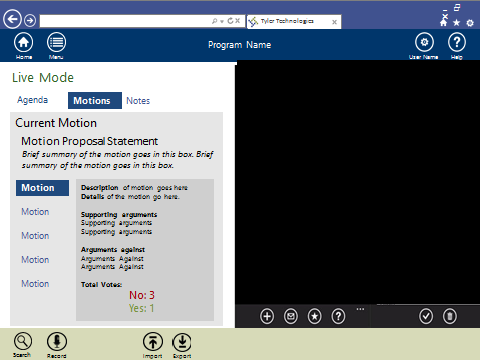 Tyler Technologies
Program Name
Home
Menu
User Name
Help
Live Mode
Agenda
Motions
Notes
Current Motion
Motion Proposal Statement
Brief summary of the motion goes in this box. Brief
summary of the motion goes in this box.
Motion
Motion
Motion
Motion
Motion
Description of motion goes here
Details of the motion go here.
Supporting arguments
Supporting arguments
Supporting arguments
Arguments against
Arguments Against
Arguments Against
Total Votes:
No: 3
Yes: 1
Search
Record
Import
Export